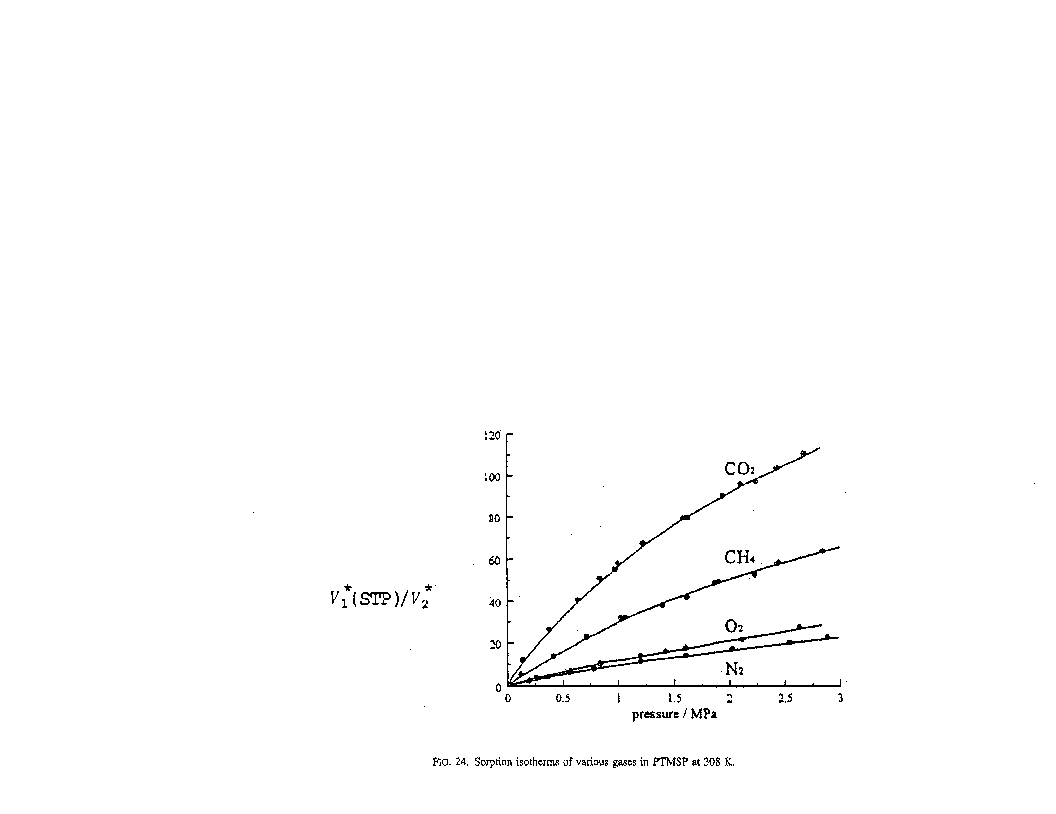 120
100
80
60
40
20
0
CO2
CH4
O2
N2
V1*(STP)/V2*
0 0.5 1 1.5 2 2.5 3
pressure / MPa
FIG. 24. Sorption isotherms of various gases in PTMSP at 308 K.